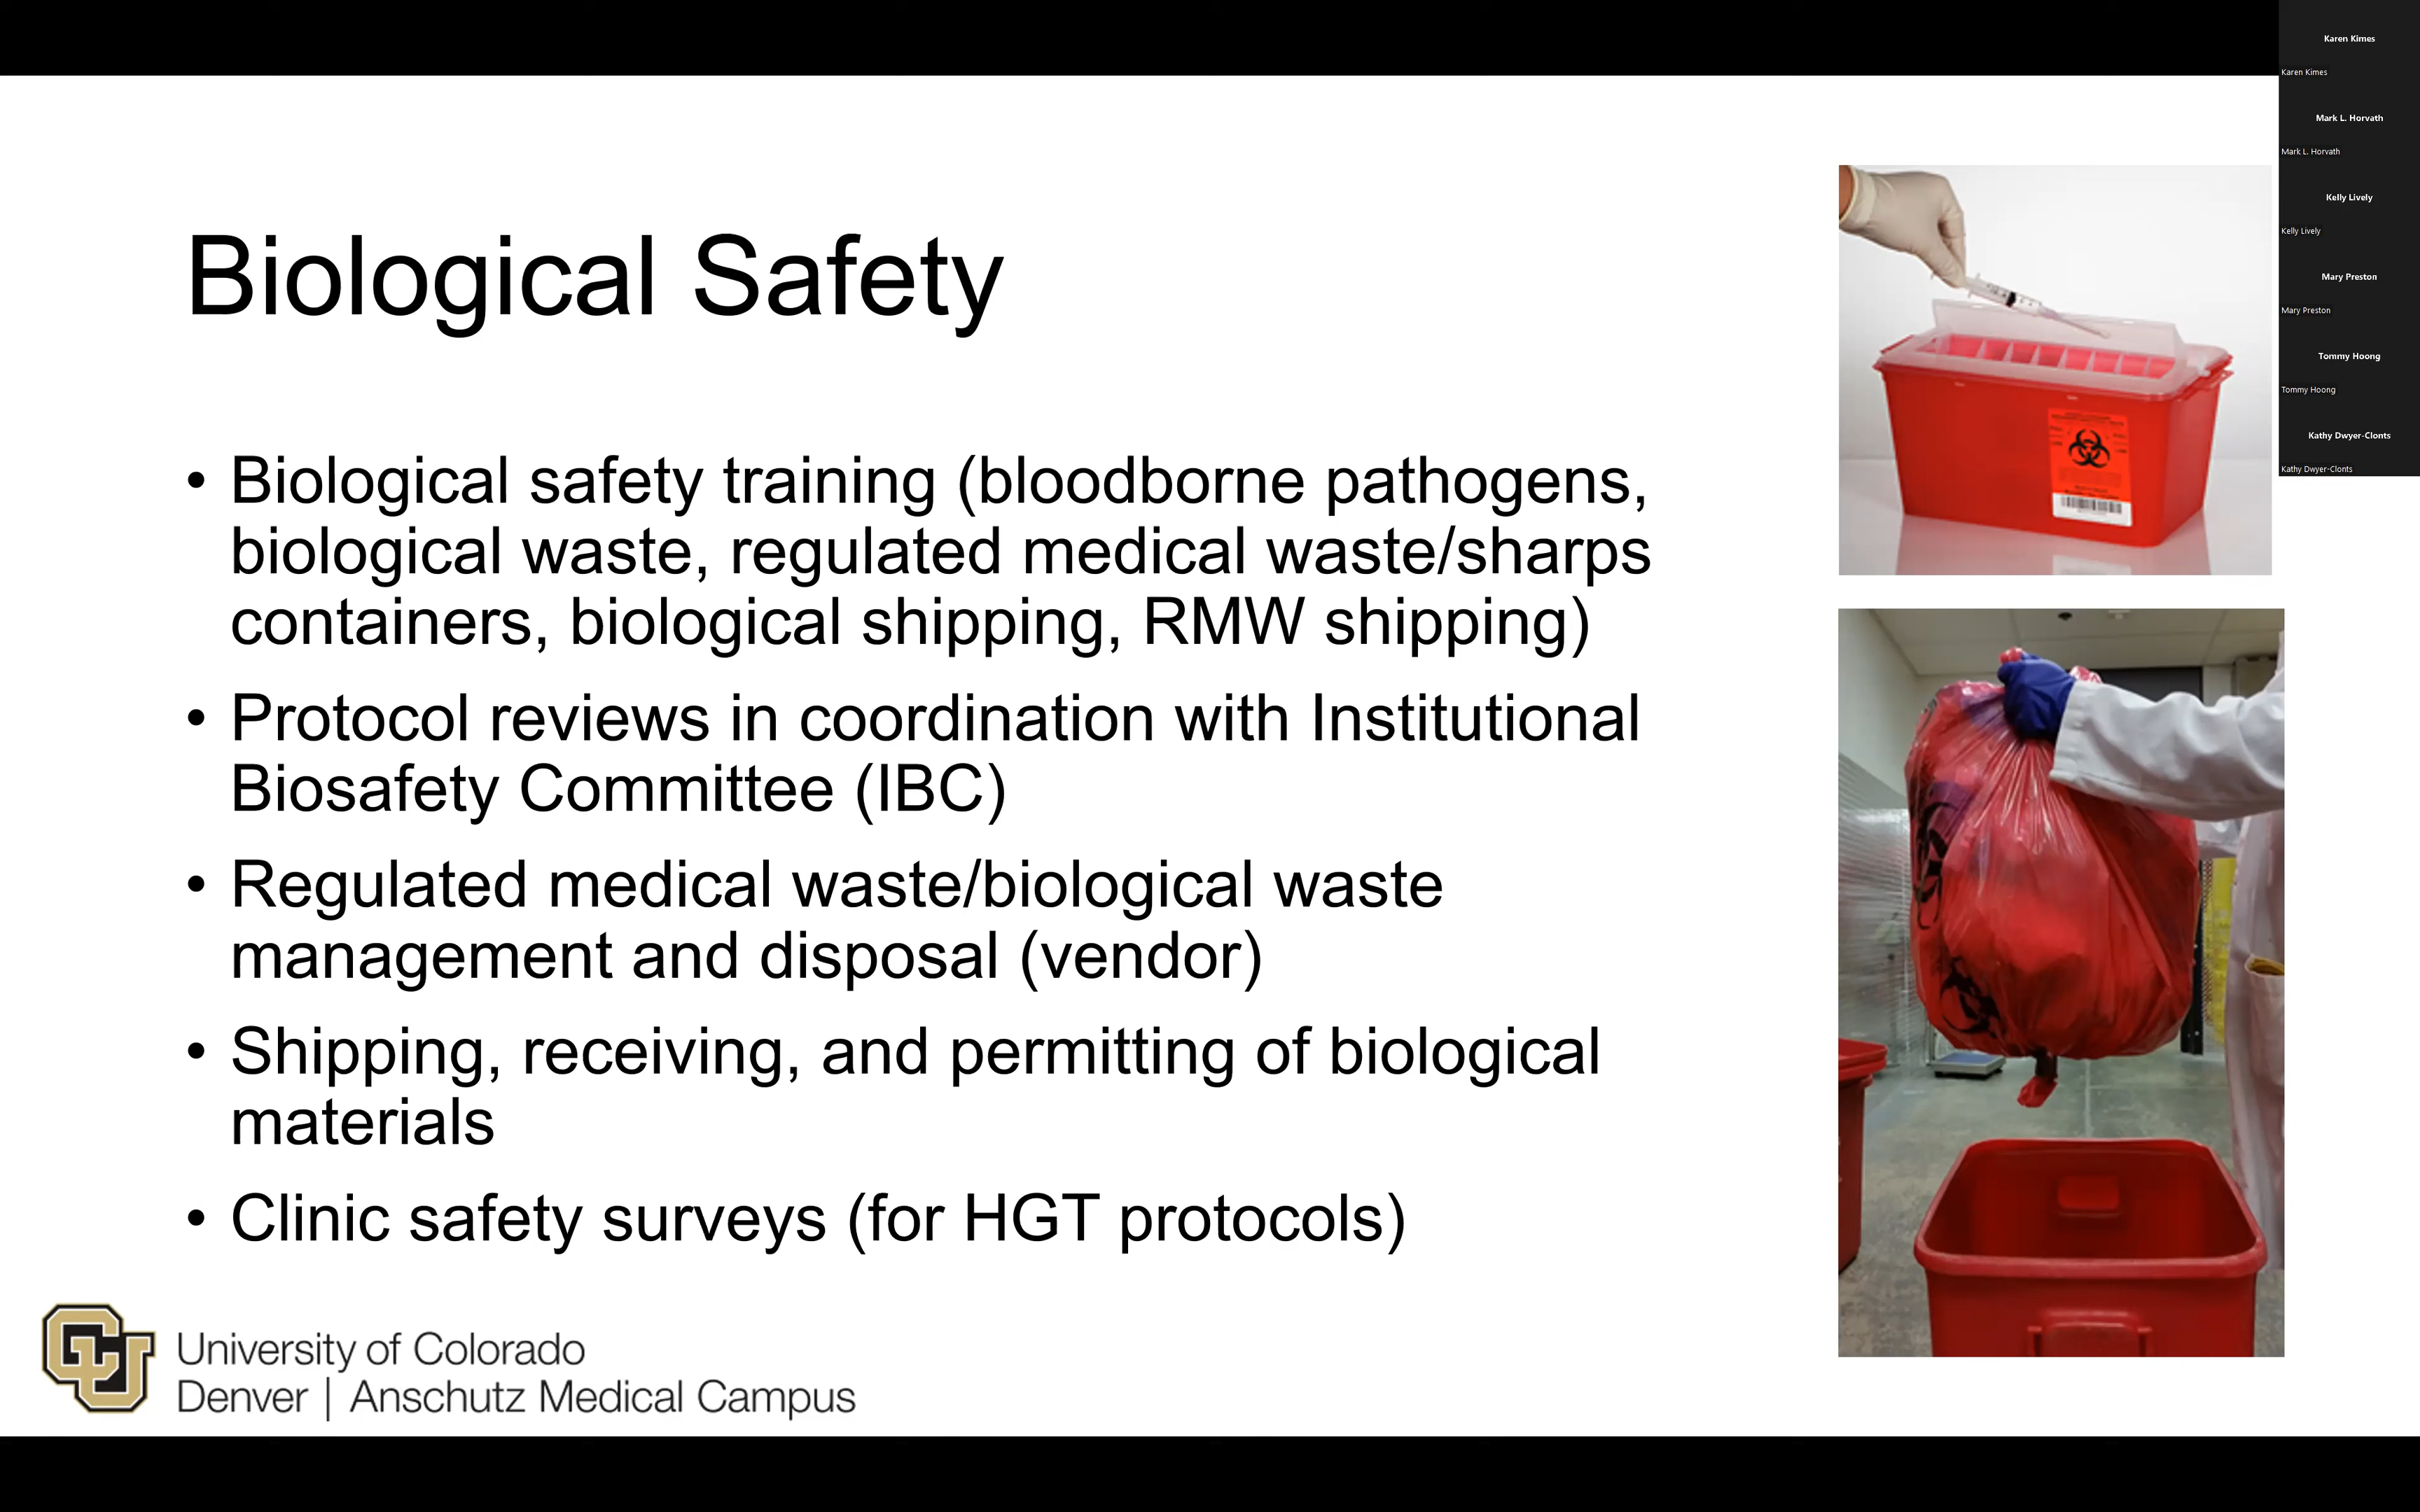 Biological Safety
• Biological safety training (bloodborne pathogens,
biological waste, regulated medical waste/sharps
containers, biological shipping, RMW shipping)
• Protocol reviews in coordination with Institutional
Biosafety Committee (IBC)
• Regulated medical waste/biological waste
management and disposal (vendor)
• Shipping, receiving, and permitting of biological
materials
• Clinic safety surveys (for HGT protocols)
CU
University of Colorado
Denver | Anschutz Medical Campus
Karen Kimes
Karen Kimes
Mark L. Horvath
Mark L. Horvath
Kelly Lively
Kelly Lively
Mary Preston
Mary Preston
Tommy Hoong
Tommy Hoong
Kathy Dwyer-Clonts
Kathy Dwyer-Clonts